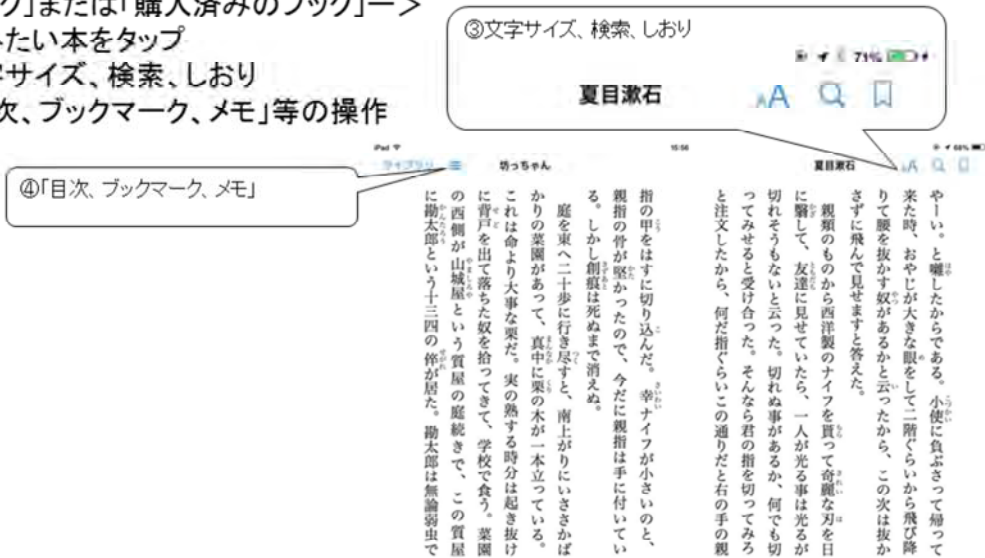 ク」または「購入済みのブック」ー>
たい本をタップ
サイズ、検索、しおり
次、ブックマーク、メモ」等の操作
③文字サイズ、検索、しおり
71%
夏目漱石
AA
④「目次、ブックマーク、メモ」
iPad
15:56
68%
ライブラリ
坊っちゃん
夏目漱石
AA
やーい。と囃したからである。小使に負ぶさって帰って
来た時、おやじが大きな眼をして二階ぐらいから飛び降
りて腰を抜かす奴があるかと云ったから、この次は抜か
さずに飛んで見せますと答えた。
親類のものから西洋製のナイフを貰って奇麗な刃を日
に翳して、友達に見せていたら、一人が光る事は光るが
切れそうもないと云った。切れぬ事があるか、何でも切
ってみせると受け合った。そんなら君の指を切ってみろ
と注文したから、何だ指ぐらいこの通りだと右の手の親
指の甲をはすに切り込んだ。幸ナイフが小さいのと、
親指の骨が堅かったので、今だに親指は手に付いてい
る。しかし創痕は死ぬまで消えぬ。
庭を東へ二十歩に行き尽すと、南上がりにいささかば
かりの菜園があって、真中に栗の木が一本立っている。
これは命より大事な栗だ。実の熟する時分は起き抜け
に背戸を出て落ちた奴を拾ってきて、学校で食う。菜園
の西側が山城屋という質屋の庭続きで、この質屋
に勘太郎という十三四の倅が居た。勘太郎は無論弱虫で